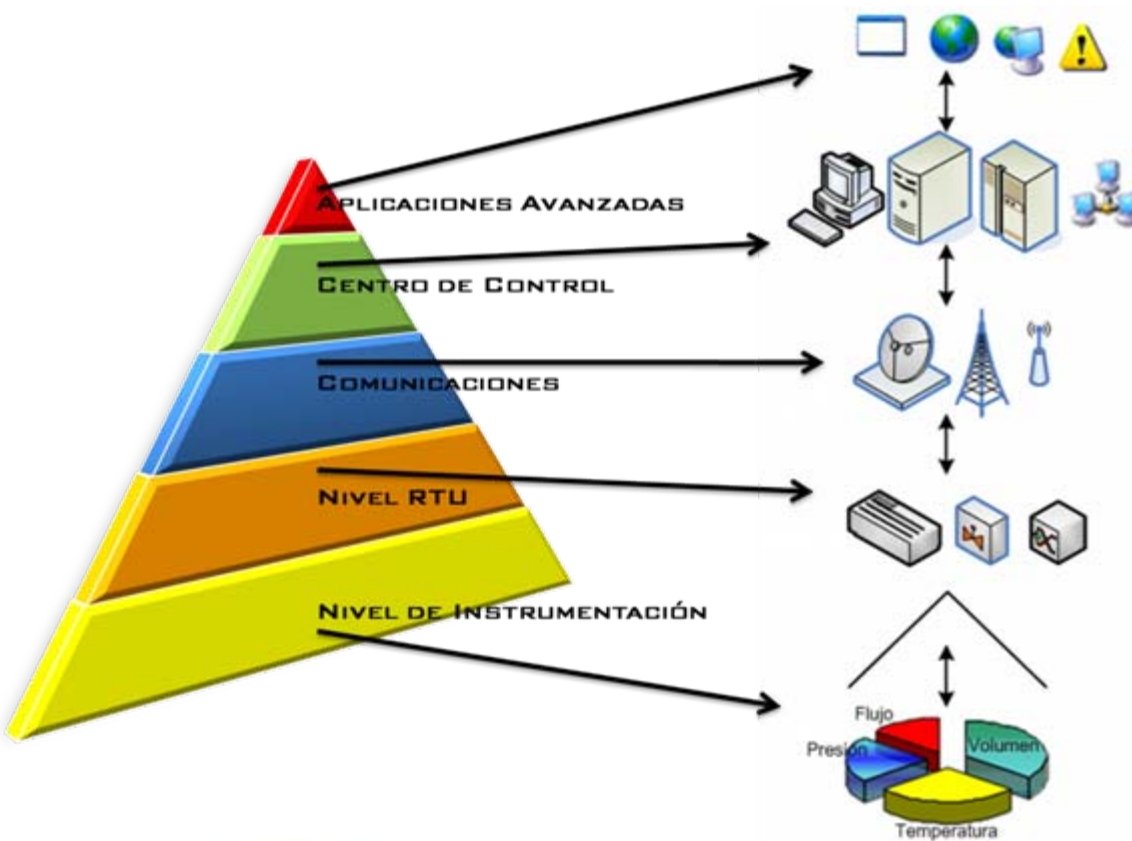 Aplicaciones Avanzadas
Centro de Control
Comunicaciones
Nivel RTU
Nivel de Instrumentación
Flujo
Presión
Volumen
Temperatura